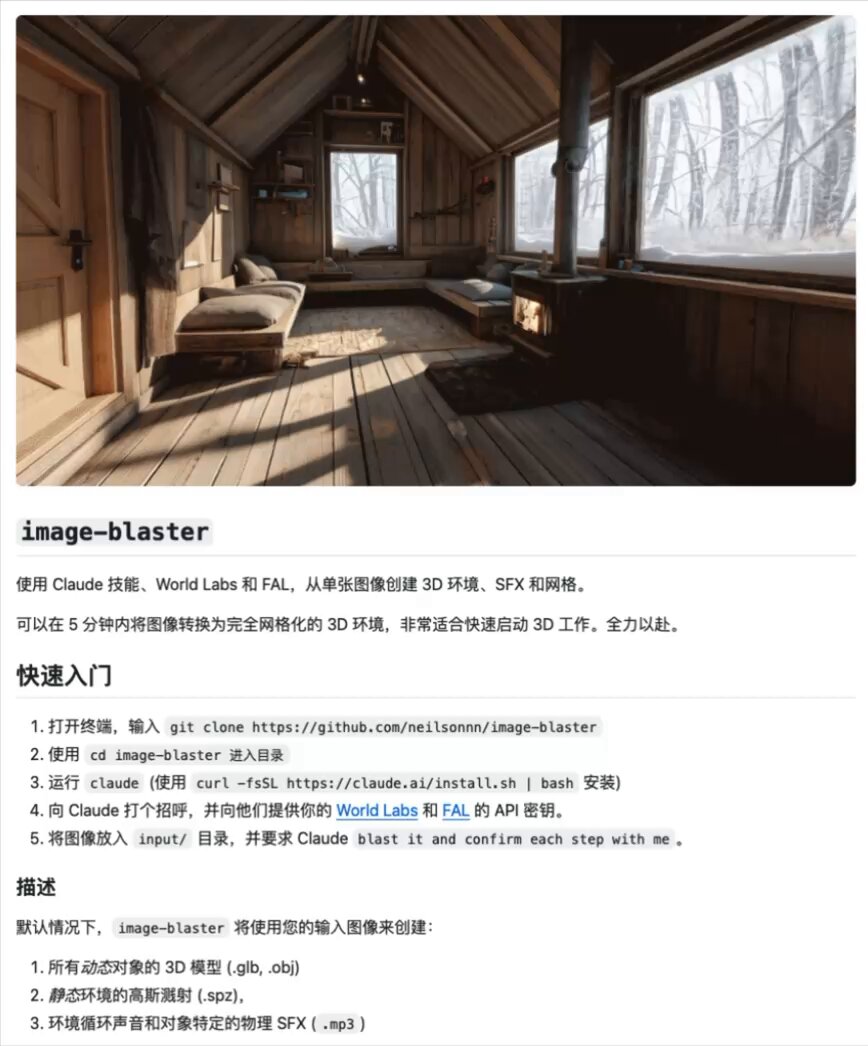 image-blaster
使用 Claude 技能、World Labs 和 FAL，从单张图像创建 3D 环境、SFX 和网格。
可以在 5 分钟内将图像转换为完全网格化的 3D 环境，非常适合快速启动 3D 工作。全力以赴。
快速入门
1. 打开终端，输入 git clone https://github.com/neilsonnn/image-blaster
2. 使用 cd image-blaster 进入目录
3. 运行 claude (使用 curl -fsSL https://claude.ai/install.sh | bash 安装)
4. 向 Claude 打个招呼，并向他们提供你的 World Labs 和 FAL 的 API 密钥。
5. 将图像放入 input/ 目录，并要求 Claude blast it and confirm each step with me 。
描述
默认情况下， image-blaster 将使用您的输入图像来创建：
1. 所有动态对象的 3D 模型 (.glb, .obj)
2. 静态环境的高斯溅射 (.spz)，
3. 环境循环声音和对象特定的物理 SFX ( .mp3 )